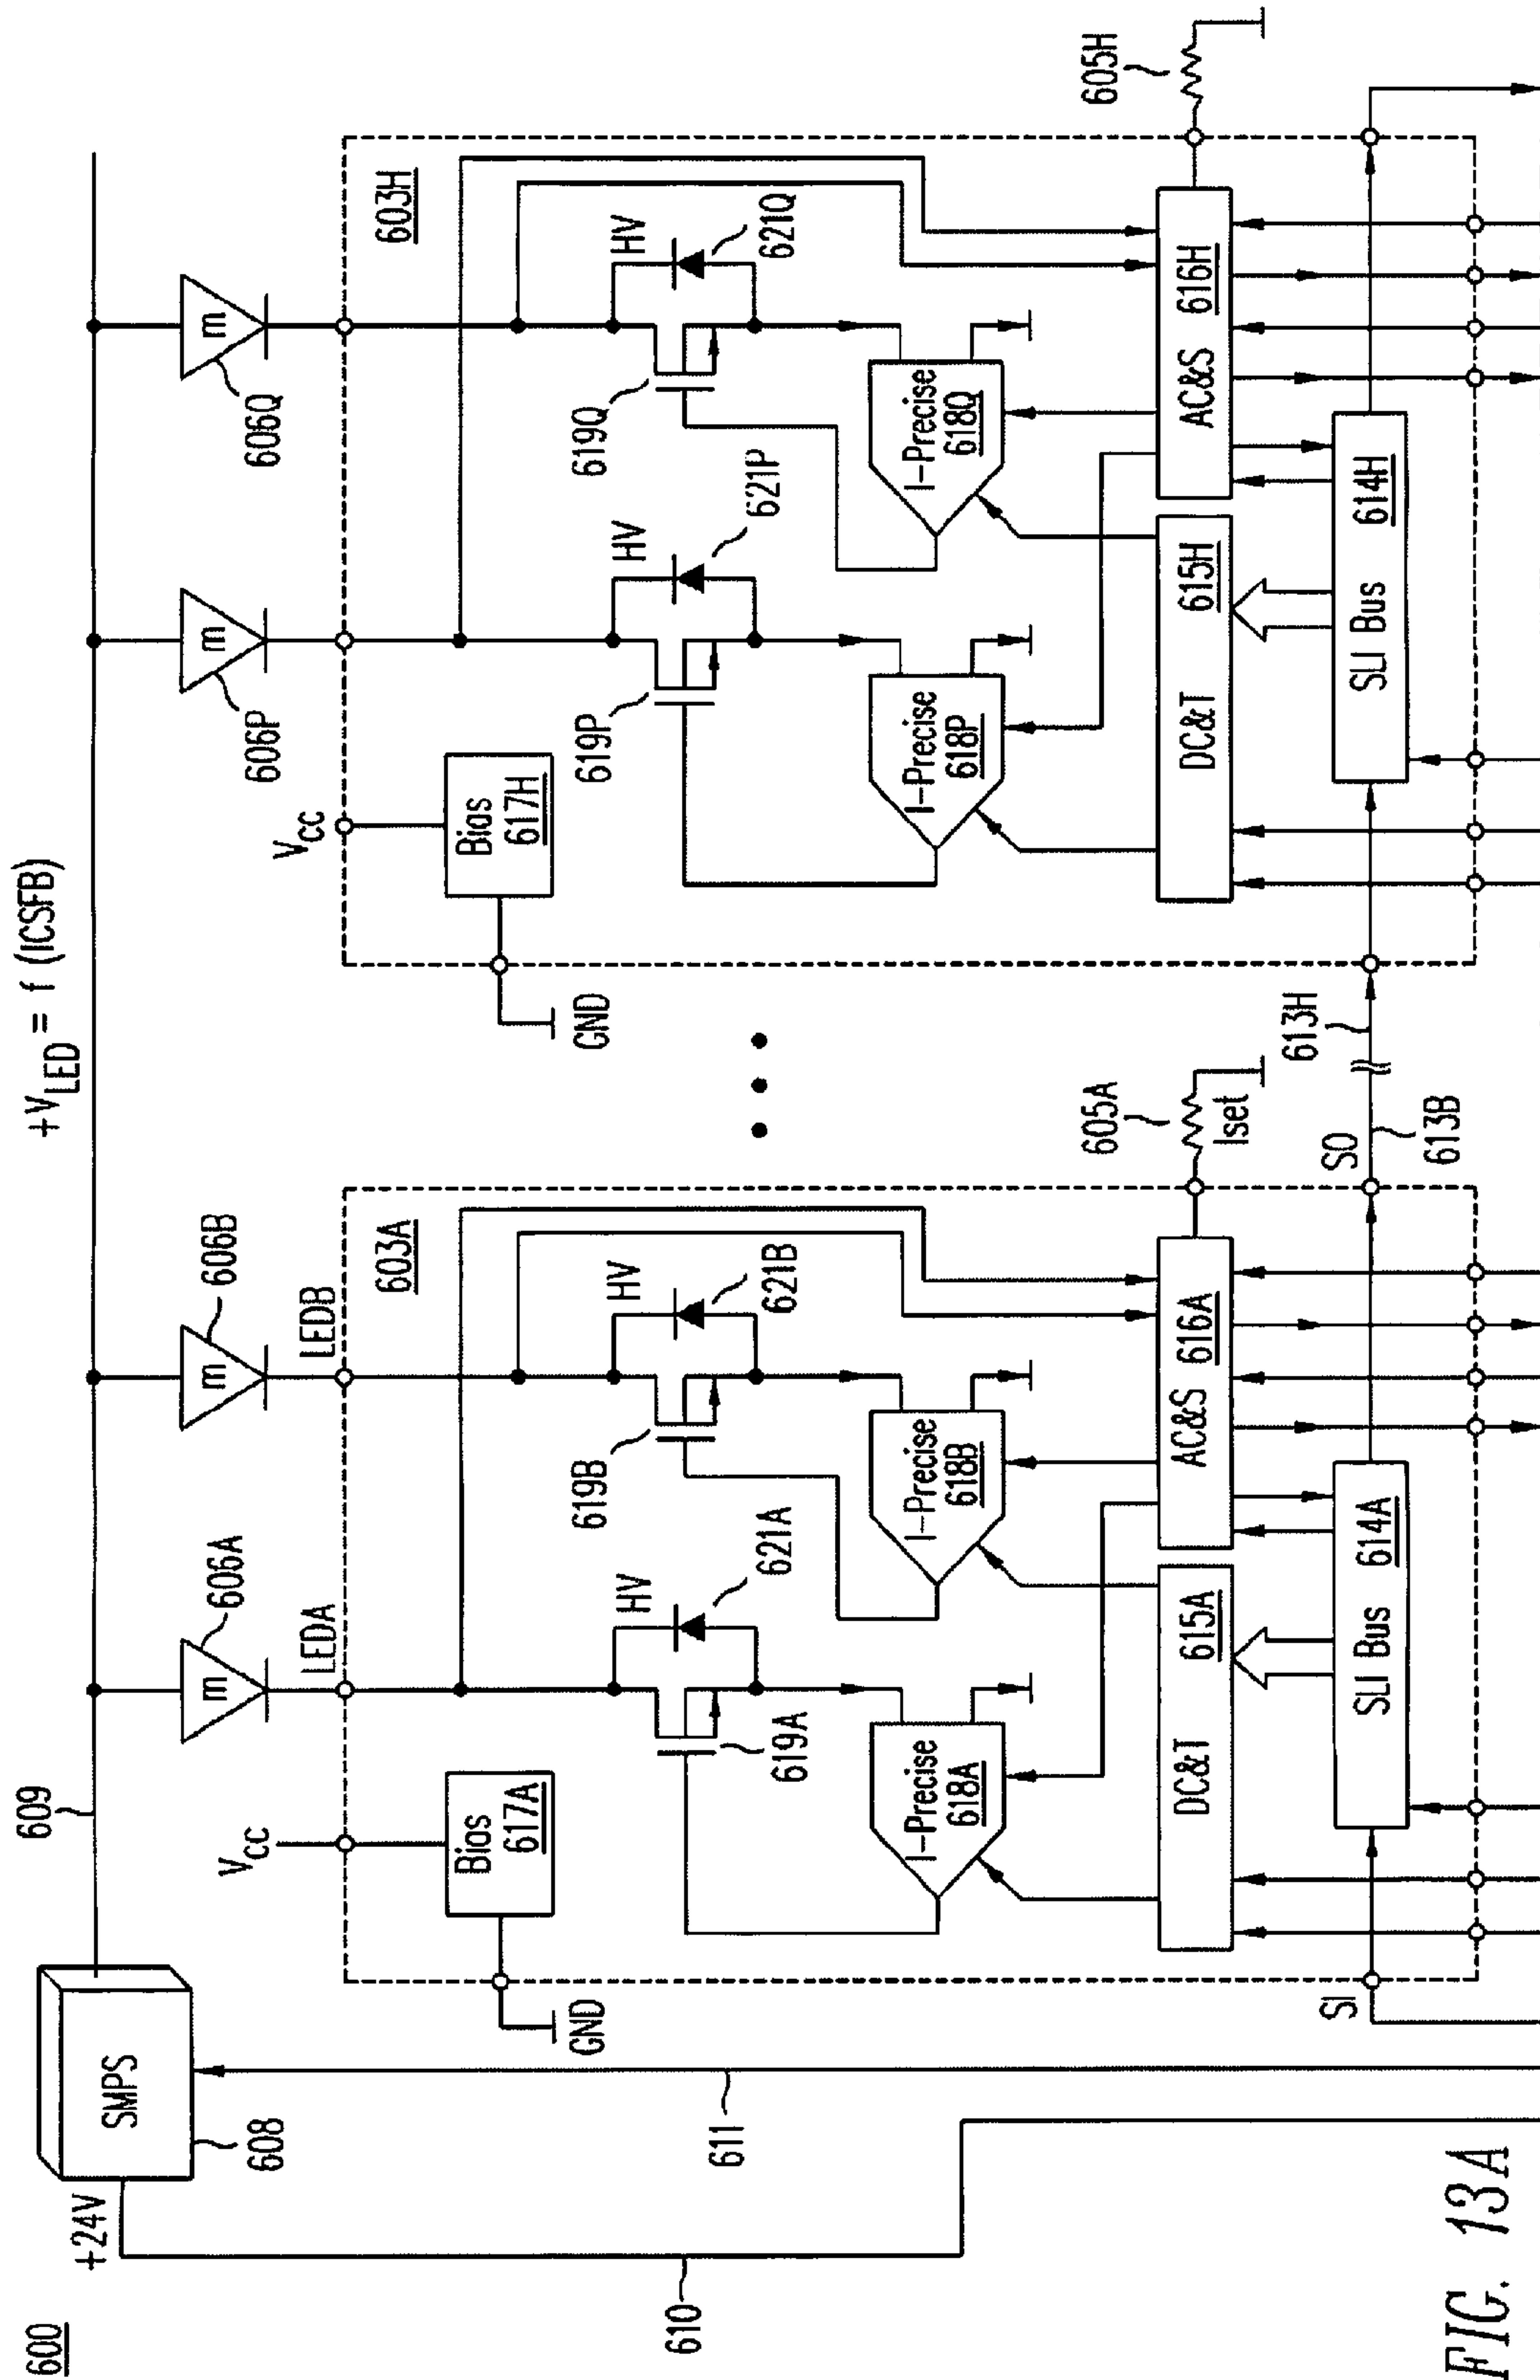 600
+24V
SMPS
608
609
610
611
+VLED = f (ICSFB)
m
606A
m
606B
m
606P
m
606Q
LEDA
LEDB
VCC
GND
Bias
617A
603A
HV
619A
621A
HV
619B
621B
I-Precise
618A
I-Precise
618B
DC&T
615A
AC&S
616A
605A
Iset
SI
SLI Bus
614A
SO
613B
613H
VCC
GND
Bias
617H
603H
HV
619P
621P
HV
619Q
621Q
I-Precise
618P
I-Precise
618Q
DC&T
615H
AC&S
616H
605H
SLI Bus
614H
FIG. 13A